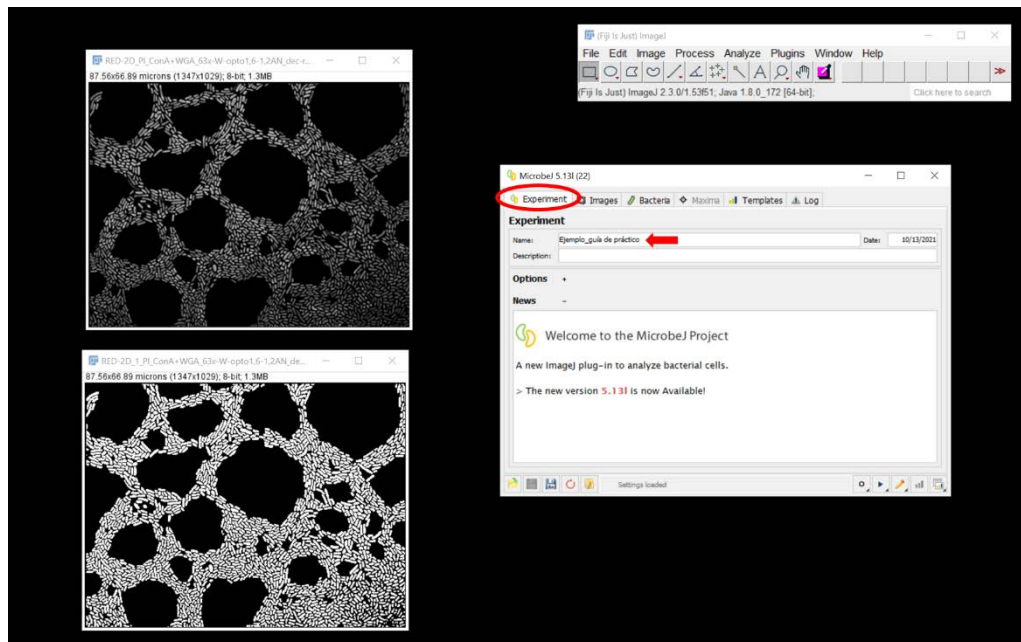 RED-2D_PI_ConA+WGA_63x-W-opto1,6-1,2AN_dec-r...
87.56x66.89 microns (1347x1029); 8-bit; 1.3MB
RED-2D_1_PI_ConA+WGA_63x-W-opto1,6-1,2AN_de...
87.56x66.89 microns (1347x1029); 8-bit; 1.3MB
(Fiji Is Just) ImageJ
File Edit Image Process Analyze Plugins Window Help
(Fiji Is Just) ImageJ 2.3.0/1.53f51; Java 1.8.0_172 [64-bit];
Click here to search
MicrobeJ 5.13l (22)
Experiment Images Bacteria Maxima Templates Log
Experiment
Name: Ejemplo_guía de práctico Date: 10/13/2021
Description:
Options +
News -
Welcome to the MicrobeJ Project
A new ImageJ plug-in to analyze bacterial cells.
> The new version 5.13l is now Available!
Settings loaded